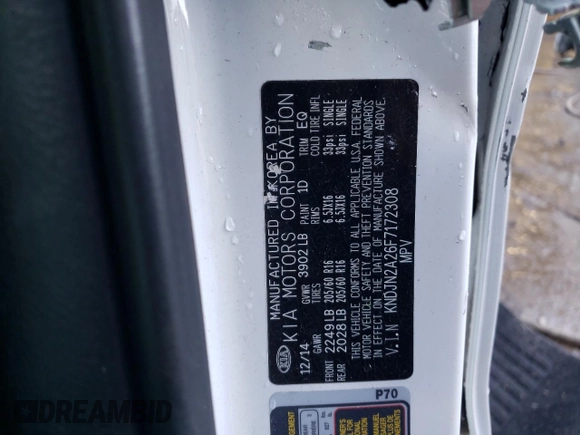 MANUFACTURED IN KOREA BY
KIA MOTORS CORPORATION
KIA
12/14 GVWR 3902LB PAINT 1D TRIM EQ
GAWR TIRES RIMS COLD TIRE INFL
FRONT 2249LB 205/60 R16 6.5JX16 33psi SINGLE
REAR 2028LB 205/60 R16 6.5JX16 33psi SINGLE
THIS VEHICLE CONFORMS TO ALL APPLICABLE U.S.A. FEDERAL
MOTOR VEHICLE SAFETY AND THEFT PREVENTION STANDARDS
IN EFFECT ON THE DATE OF MANUFACTURE SHOWN ABOVE.
V.I.N KNDJN2A26F7172308
MPV
P70
DREAMBID